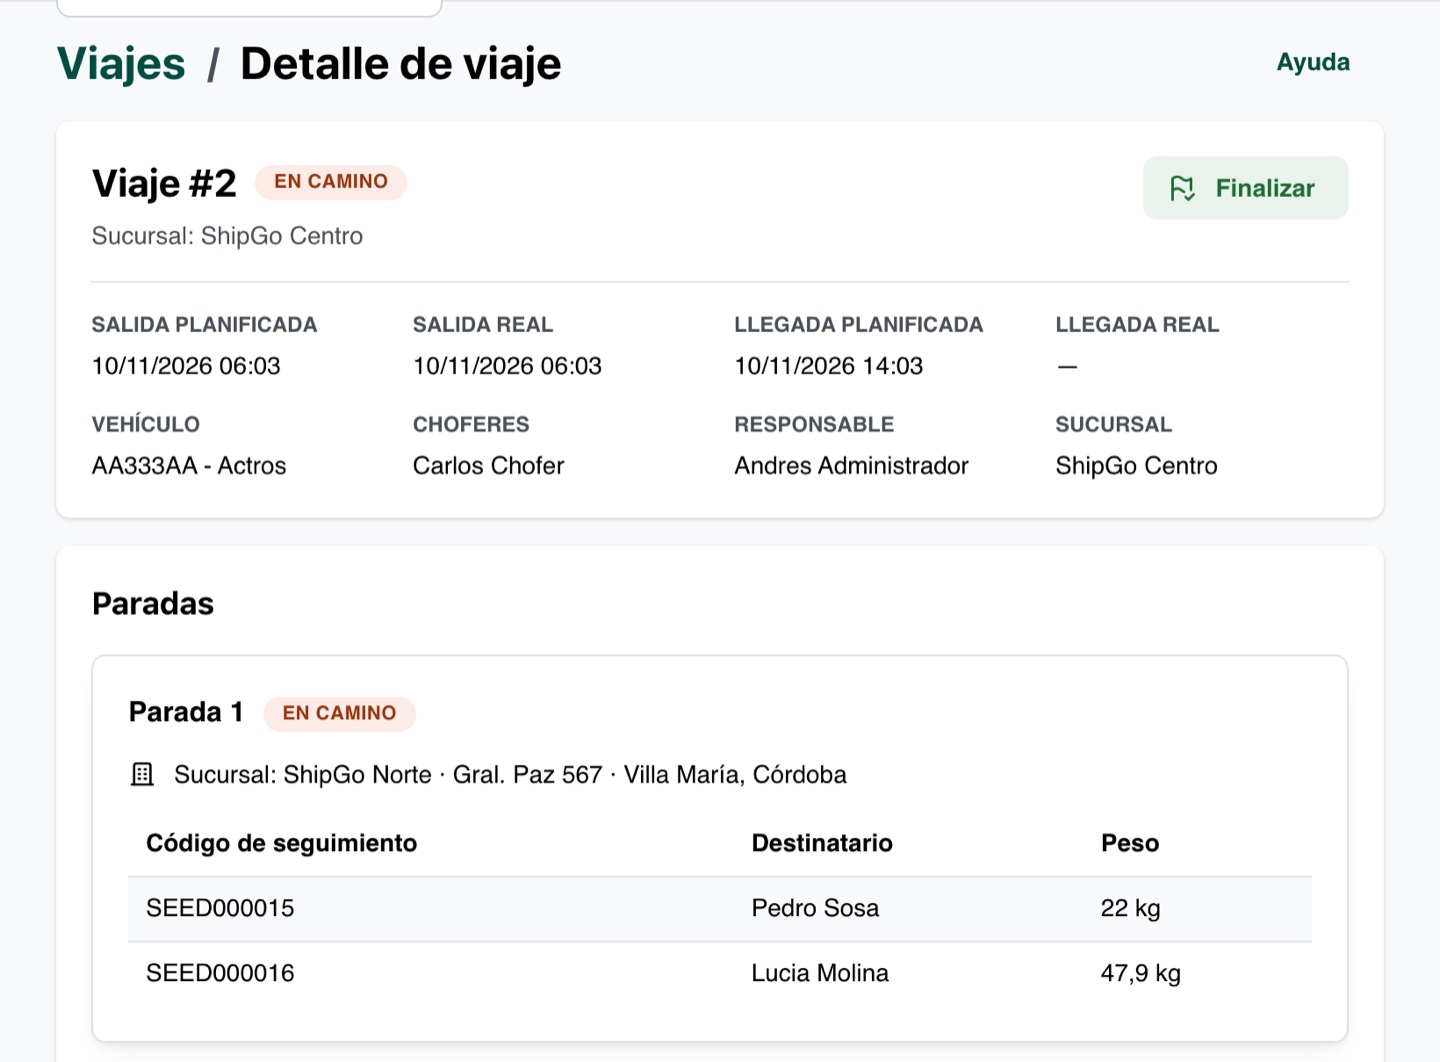 Viajes / Detalle de viaje
Ayuda
Viaje #2 EN CAMINO
Finalizar
Sucursal: ShipGo Centro
SALIDA PLANIFICADA SALIDA REAL LLEGADA PLANIFICADA LLEGADA REAL
10/11/2026 06:03 10/11/2026 06:03 10/11/2026 14:03 —
VEHÍCULO CHOFERES RESPONSABLE SUCURSAL
AA333AA - Actros Carlos Chofer Andres Administrador ShipGo Centro
Paradas
Parada 1 EN CAMINO
Sucursal: ShipGo Norte · Gral. Paz 567 · Villa María, Córdoba
Código de seguimiento Destinatario Peso
SEED000015 Pedro Sosa 22 kg
SEED000016 Lucia Molina 47,9 kg